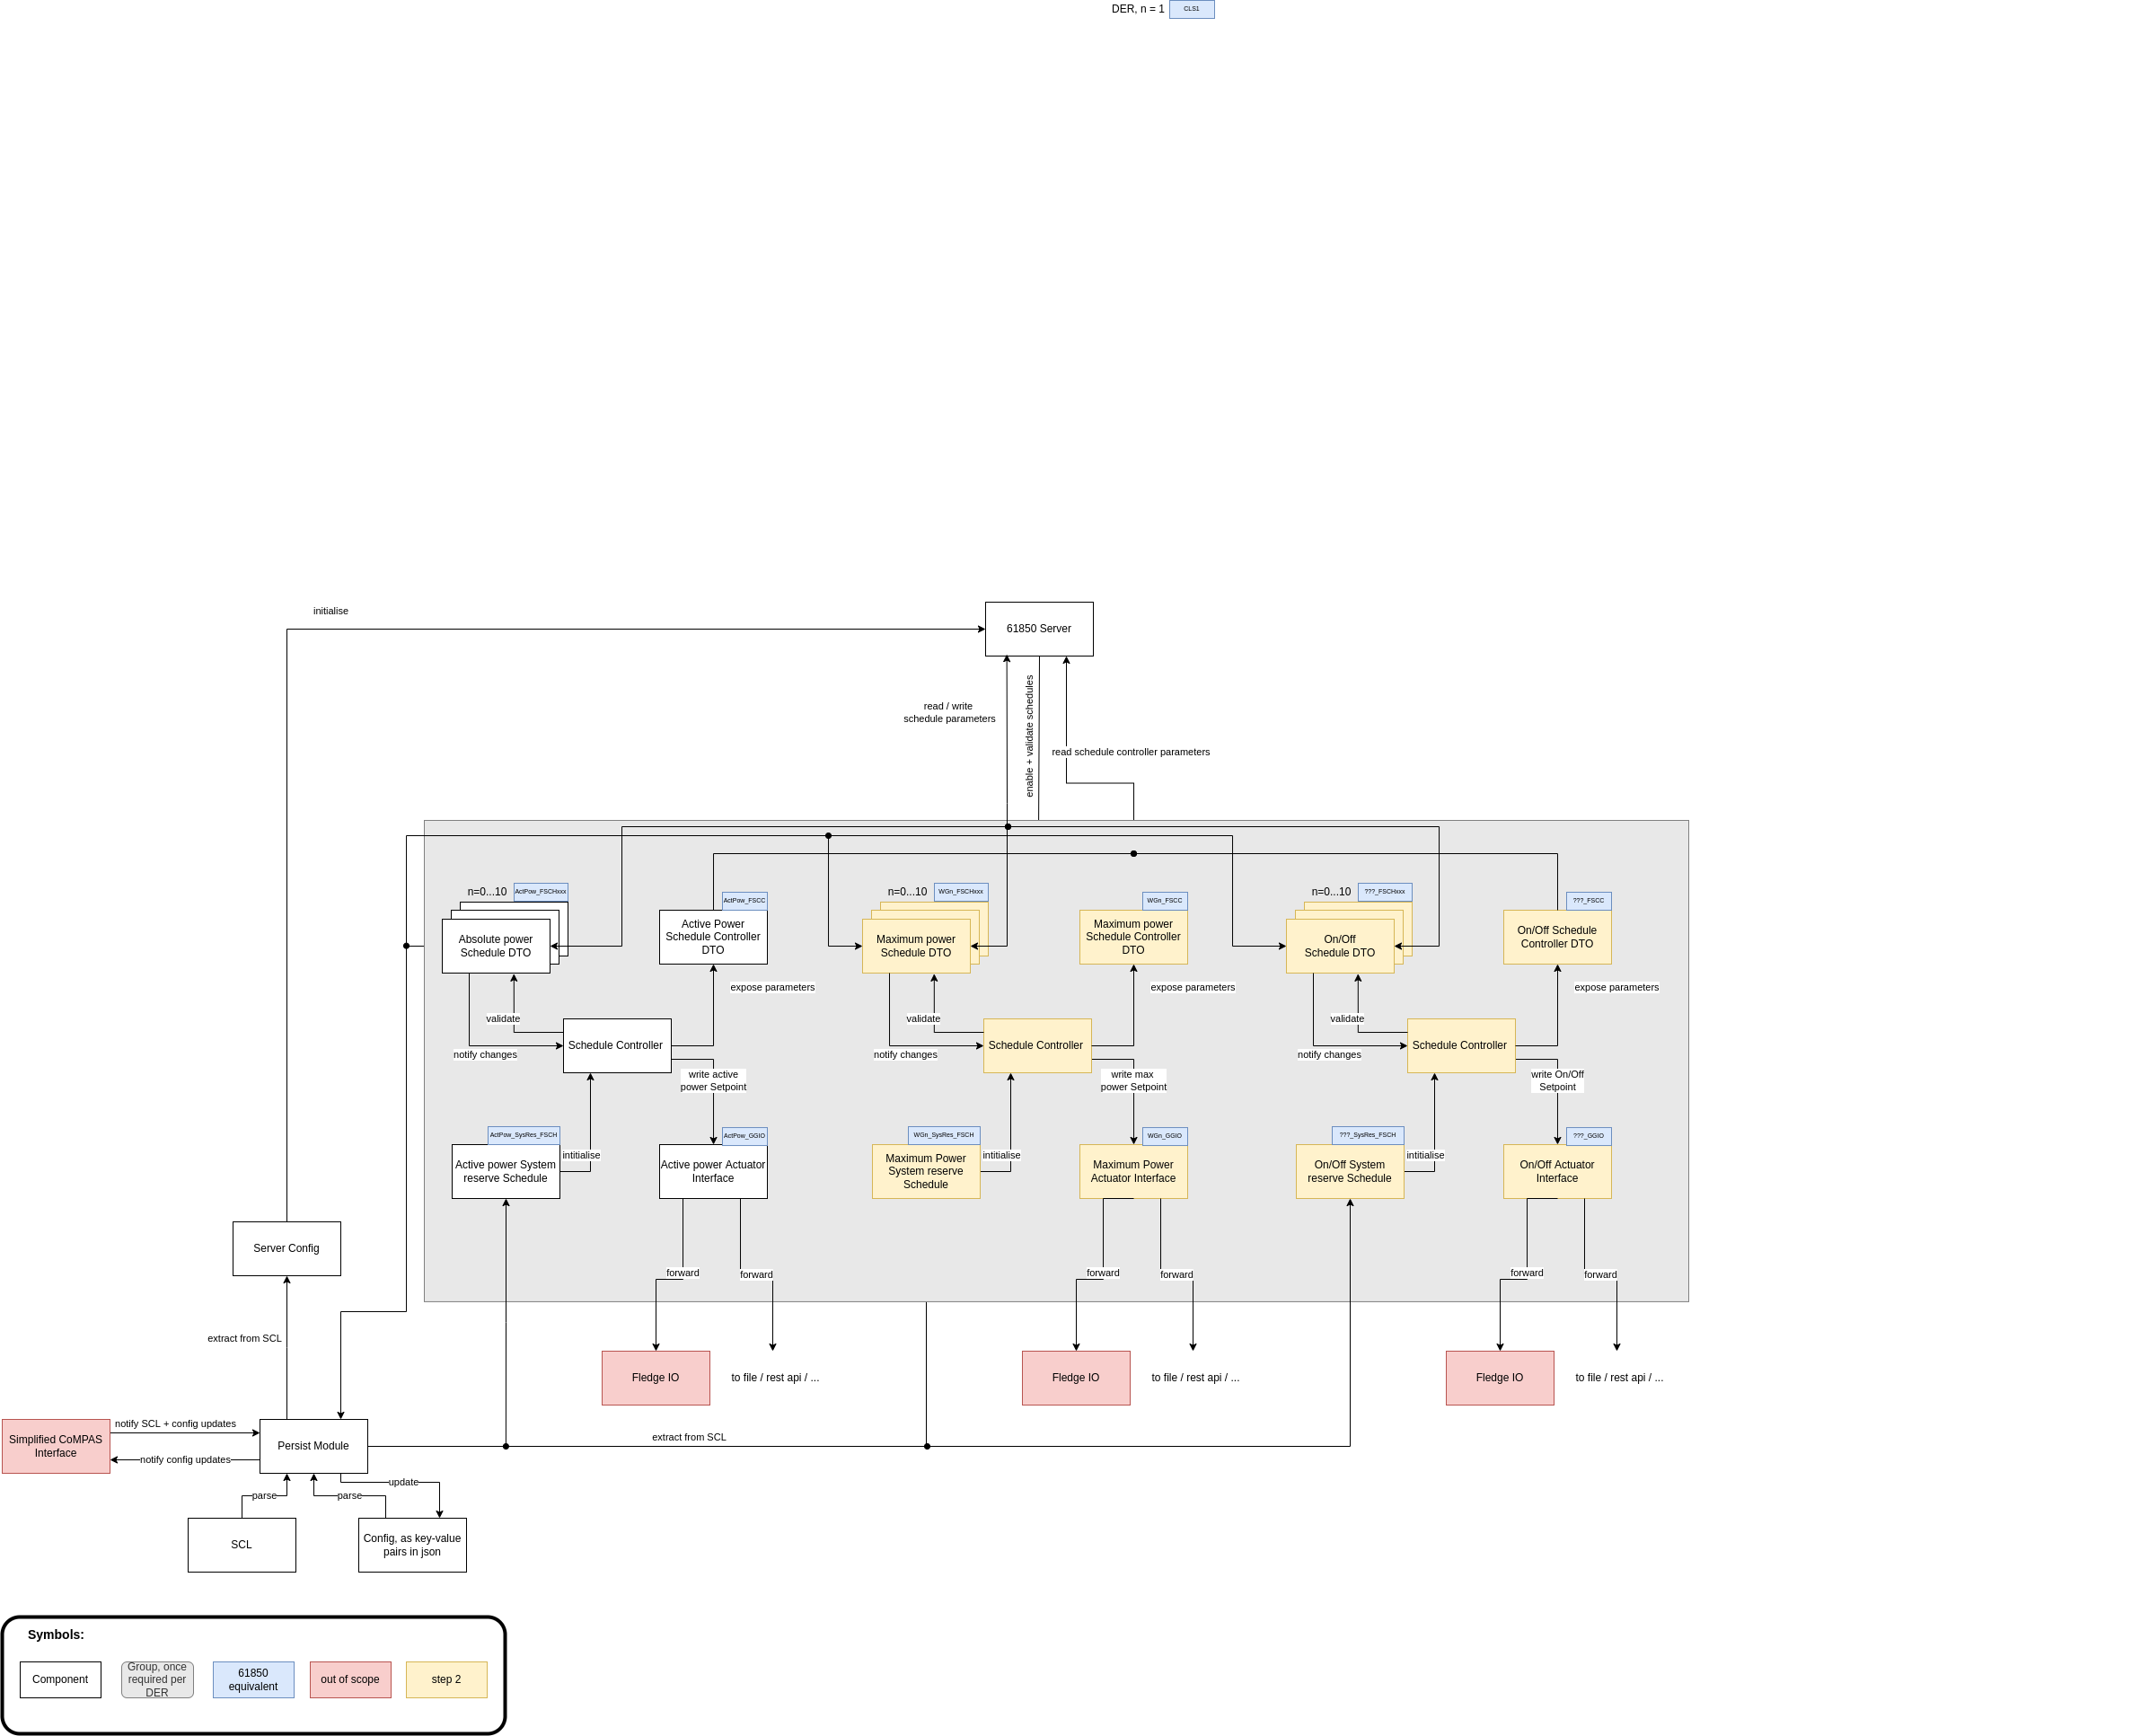 DER, n = 1
CLS1
initialise
61850 Server
read / write
schedule parameters
enable + validate schedules
read schedule controller parameters
n=0...10
ActPow_FSCHxxx
ActPow_FSCC
n=0...10
WGn_FSCHxxx
WGn_FSCC
n=0...10
???_FSCHxxx
???_FSCC
Absolute power
Schedule DTO
Active Power
Schedule Controller
DTO
Maximum power
Schedule DTO
Maximum power
Schedule Controller
DTO
On/Off
Schedule DTO
On/Off Schedule
Controller DTO
expose parameters
expose parameters
expose parameters
validate
validate
validate
notify changes
Schedule Controller
notify changes
Schedule Controller
notify changes
Schedule Controller
write active
power Setpoint
write max
power Setpoint
write On/Off
Setpoint
ActPow_SysRes_FSCH
ActPow_GGIO
WGn_SysRes_FSCH
WGn_GGIO
???_SysRes_FSCH
???_GGIO
Active power System
reserve Schedule
intitialise
Active power Actuator
Interface
Maximum Power
System reserve
Schedule
intitialise
Maximum Power
Actuator Interface
On/Off System
reserve Schedule
intitialise
On/Off Actuator
Interface
Server Config
forward
forward
forward
forward
forward
forward
extract from SCL
Fledge IO
to file / rest api / ...
Fledge IO
to file / rest api / ...
Fledge IO
to file / rest api / ...
notify SCL + config updates
Simplified CoMPAS
Interface
notify config updates
Persist Module
extract from SCL
parse
parse
update
SCL
Config, as key-value
pairs in json
Symbols:
Component
Group, once
required per
DER
61850
equivalent
out of scope
step 2